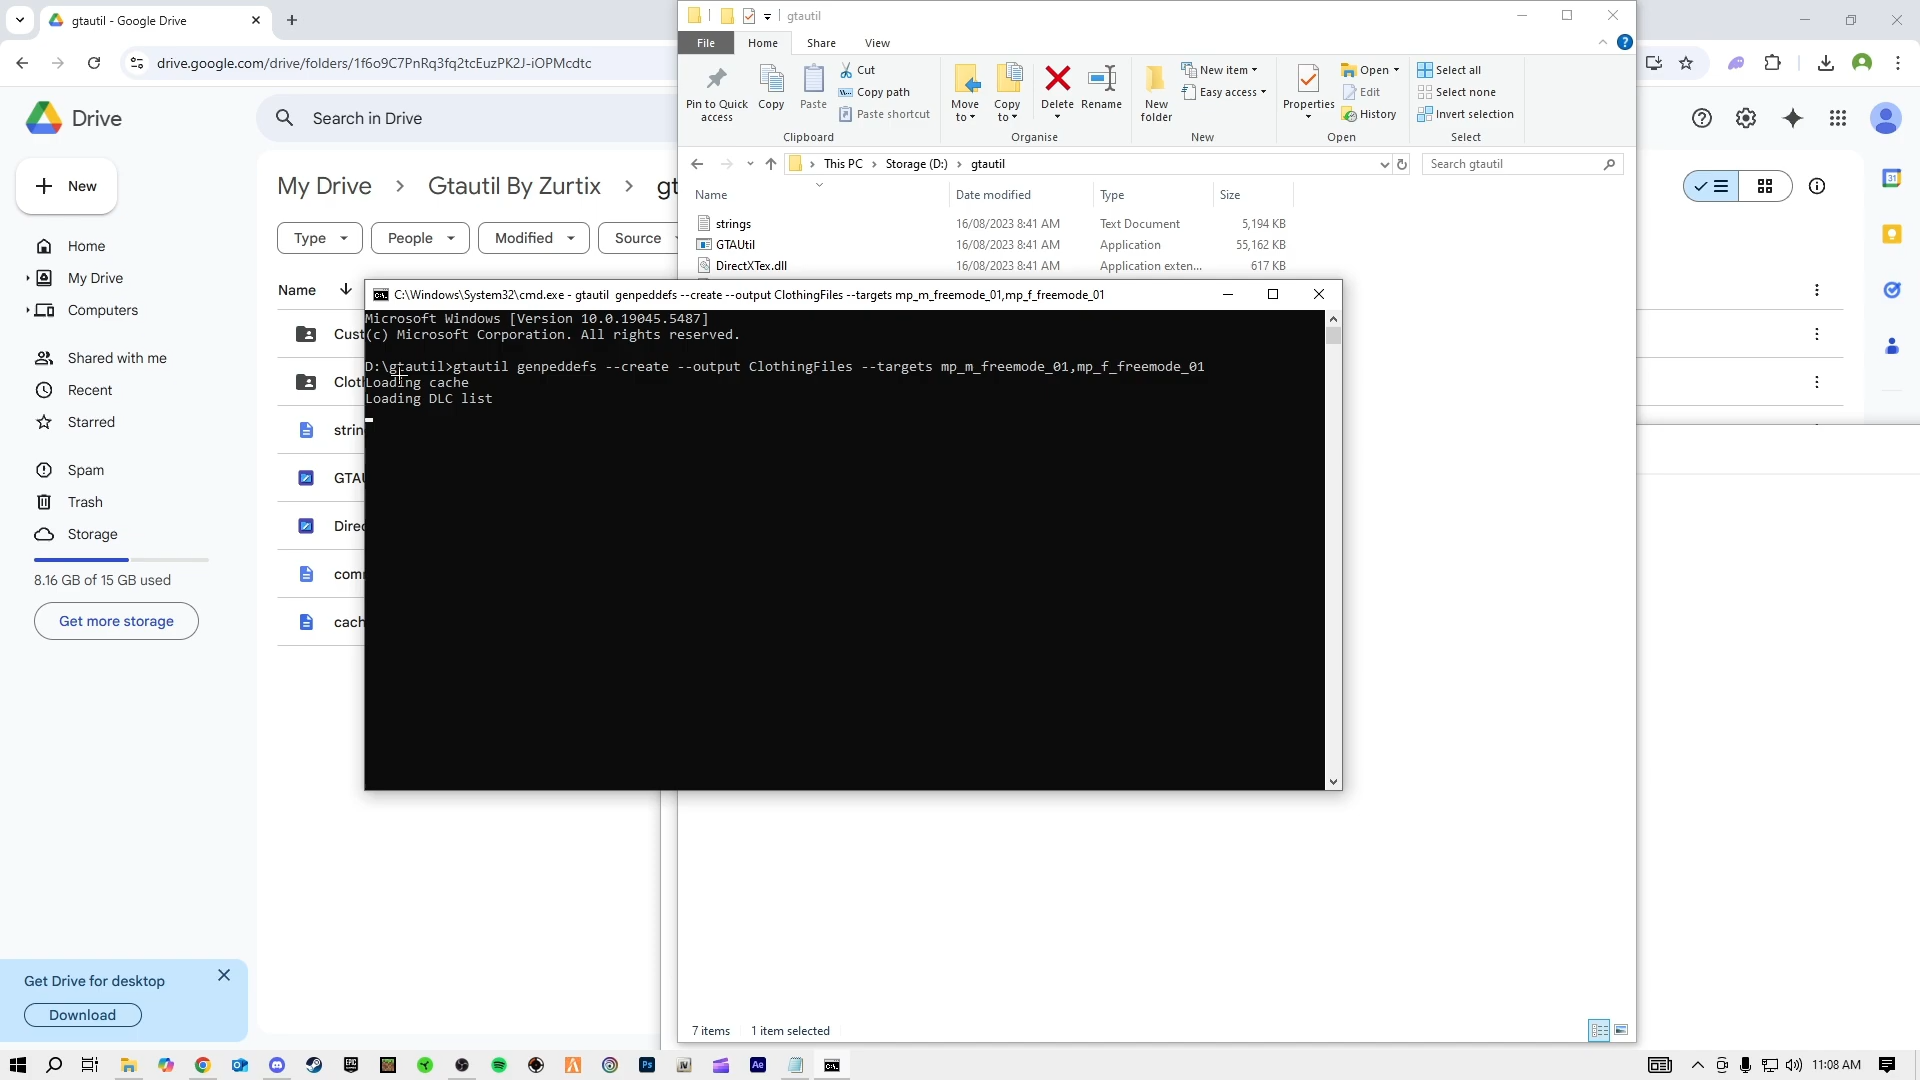 gtautil - Google Drive
drive.google.com/drive/folders/1f6o9C7PnRq3fq2tcEuzPK2J-iOPMcdtc
Drive
Search in Drive
New
Home
My Drive
Computers
Shared with me
Recent
Starred
Spam
Trash
Storage
8.16 GB of 15 GB used
Get more storage
Get Drive for desktop
Download
My Drive > Gtautil By Zurtix > gt
Type
People
Modified
Source
Name
Cust
Clot
strin
GTAU
Direc
com
cach
gtautil
File
Home
Share
View
Pin to Quick access
Copy
Paste
Cut
Copy path
Paste shortcut
Clipboard
Move to
Copy to
Delete
Rename
Organise
New folder
New item
Easy access
New
Properties
Open
Edit
History
Open
Select all
Select none
Invert selection
Select
This PC > Storage (D:) > gtautil
Search gtautil
Name Date modified Type Size
strings 16/08/2023 8:41 AM Text Document 5,194 KB
GTAUtil 16/08/2023 8:41 AM Application 55,162 KB
DirectXTex.dll 16/08/2023 8:41 AM Application exten... 617 KB
C:\Windows\System32\cmd.exe - gtautil  genpeddefs --create --output ClothingFiles --targets mp_m_freemode_01,mp_f_freemode_01
Microsoft Windows [Version 10.0.19045.5487]
(c) Microsoft Corporation. All rights reserved.
D:\gtautil>gtautil genpeddefs --create --output ClothingFiles --targets mp_m_freemode_01,mp_f_freemode_01
Loading cache
Loading DLC list
7 items 1 item selected
11:08 AM